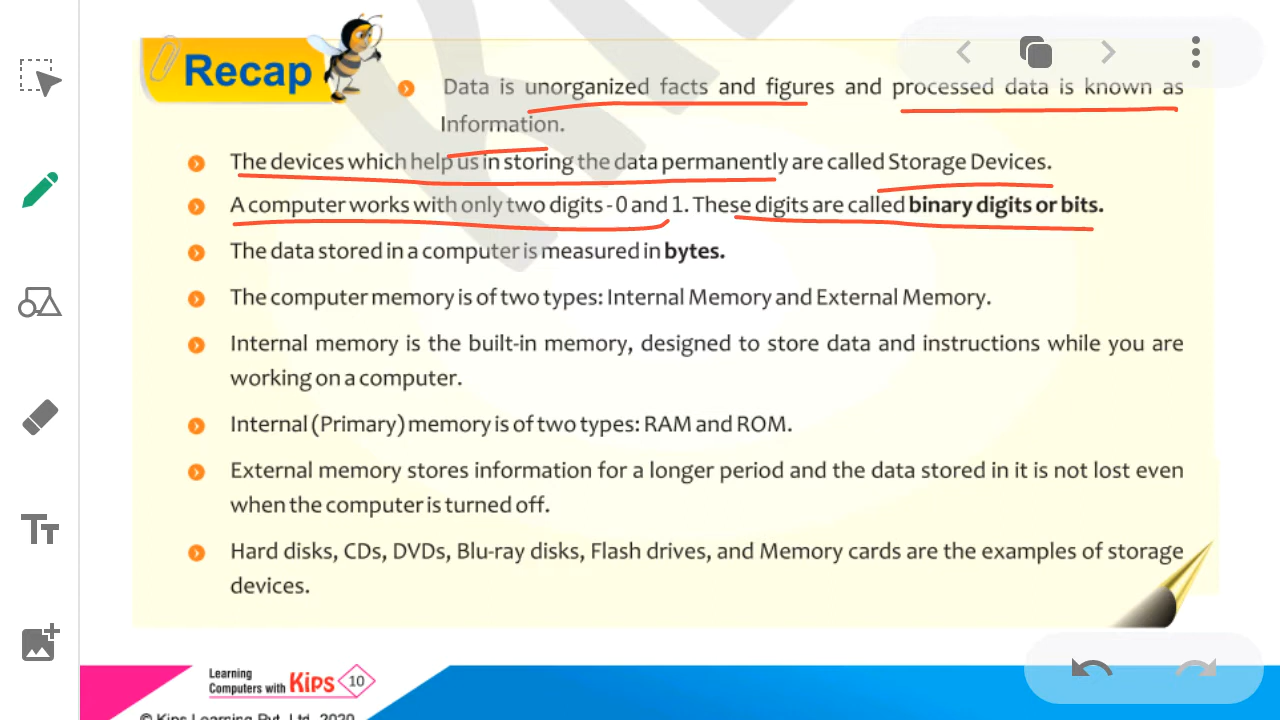 Recap
Data is unorganized facts and figures and processed data is known as
Information.
The devices which help us in storing the data permanently are called Storage Devices.
A computer works with only two digits - 0 and 1. These digits are called binary digits or bits.
The data stored in a computer is measured in bytes.
The computer memory is of two types: Internal Memory and External Memory.
Internal memory is the built-in memory, designed to store data and instructions while you are
working on a computer.
Internal (Primary) memory is of two types: RAM and ROM.
External memory stores information for a longer period and the data stored in it is not lost even
when the computer is turned off.
Hard disks, CDs, DVDs, Blu-ray disks, Flash drives, and Memory cards are the examples of storage
devices.
Learning
Computers with Kips 10
© Kips Learning Pvt. Ltd. 2020